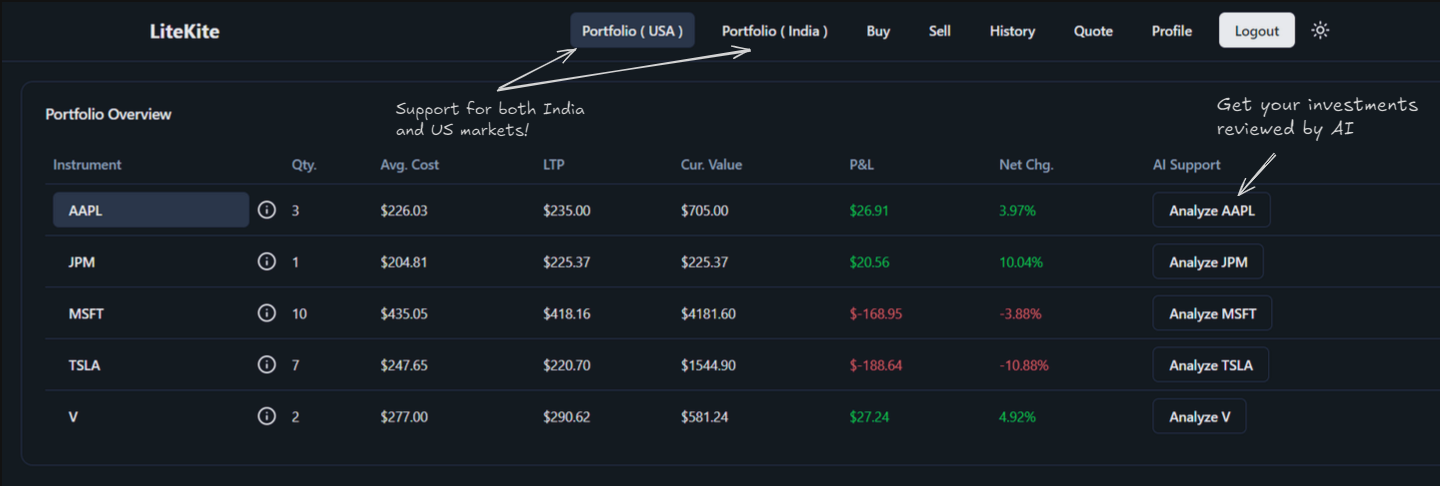 LiteKite Portfolio ( USA ) Portfolio ( India ) Buy Sell History Quote Profile Logout
Support for both India
and US markets!
Get your investments
reviewed by AI
Portfolio Overview
Instrument Qty. Avg. Cost LTP Cur. Value P&L Net Chg. AI Support
AAPL 3 $226.03 $235.00 $705.00 $26.91 3.97% Analyze AAPL
JPM 1 $204.81 $225.37 $225.37 $20.56 10.04% Analyze JPM
MSFT 10 $435.05 $418.16 $4181.60 $-168.95 -3.88% Analyze MSFT
TSLA 7 $247.65 $220.70 $1544.90 $-188.64 -10.88% Analyze TSLA
V 2 $277.00 $290.62 $581.24 $27.24 4.92% Analyze V